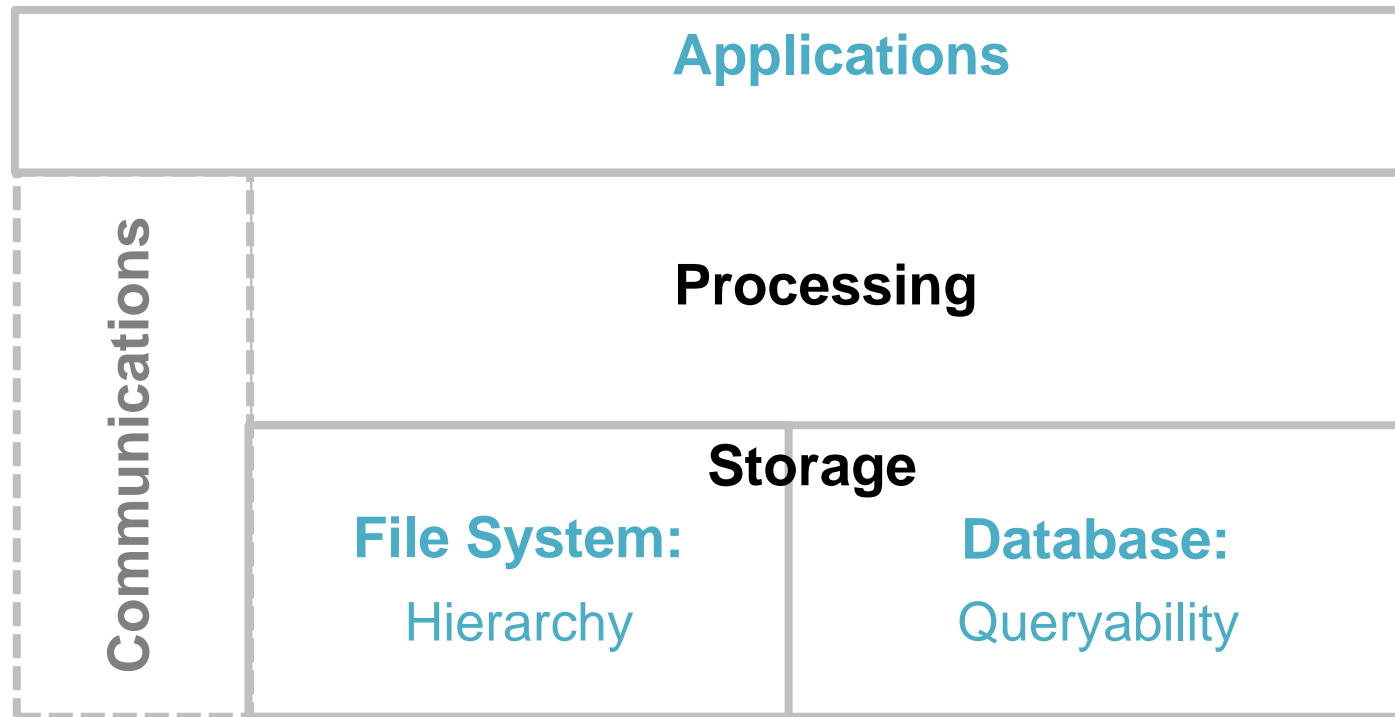 Applications
Communications
Processing
Storage
File System:
Hierarchy
Database:
Queryability